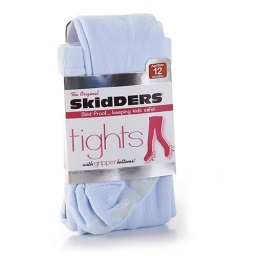 12
The Original
SKiDDERS
Skid Proof... keeping kids safe!
tights
with gripper bottoms!